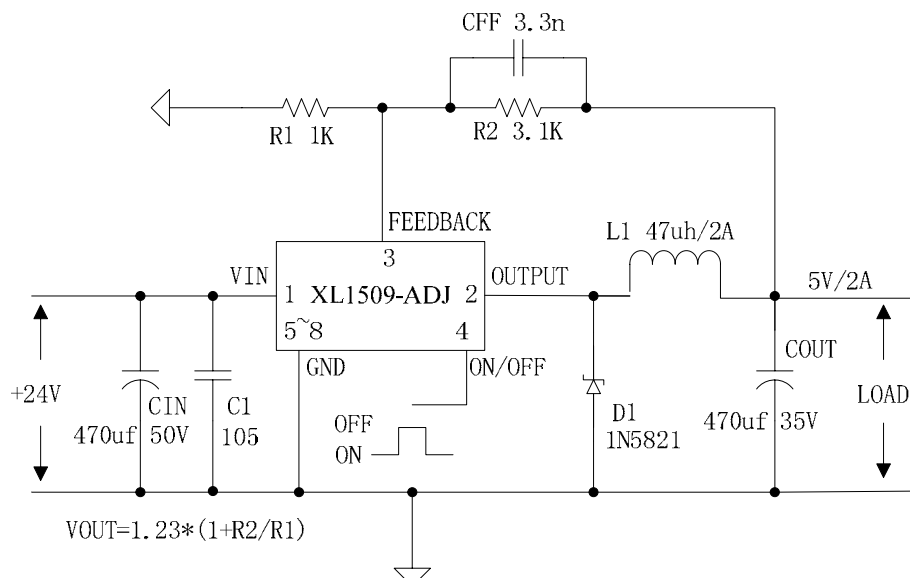 CFF 3.3n
R1 1K
R2 3.1K
FEEDBACK
L1 47uh/2A
3
VIN
OUTPUT
5V/2A
1 XL1509-ADJ 2
5~8
4
GND
ON/OFF
COUT
+24V
CIN
C1
LOAD
470uf 50V
105
OFF
D1
470uf 35V
ON
1N5821
VOUT=1.23*(1+R2/R1)